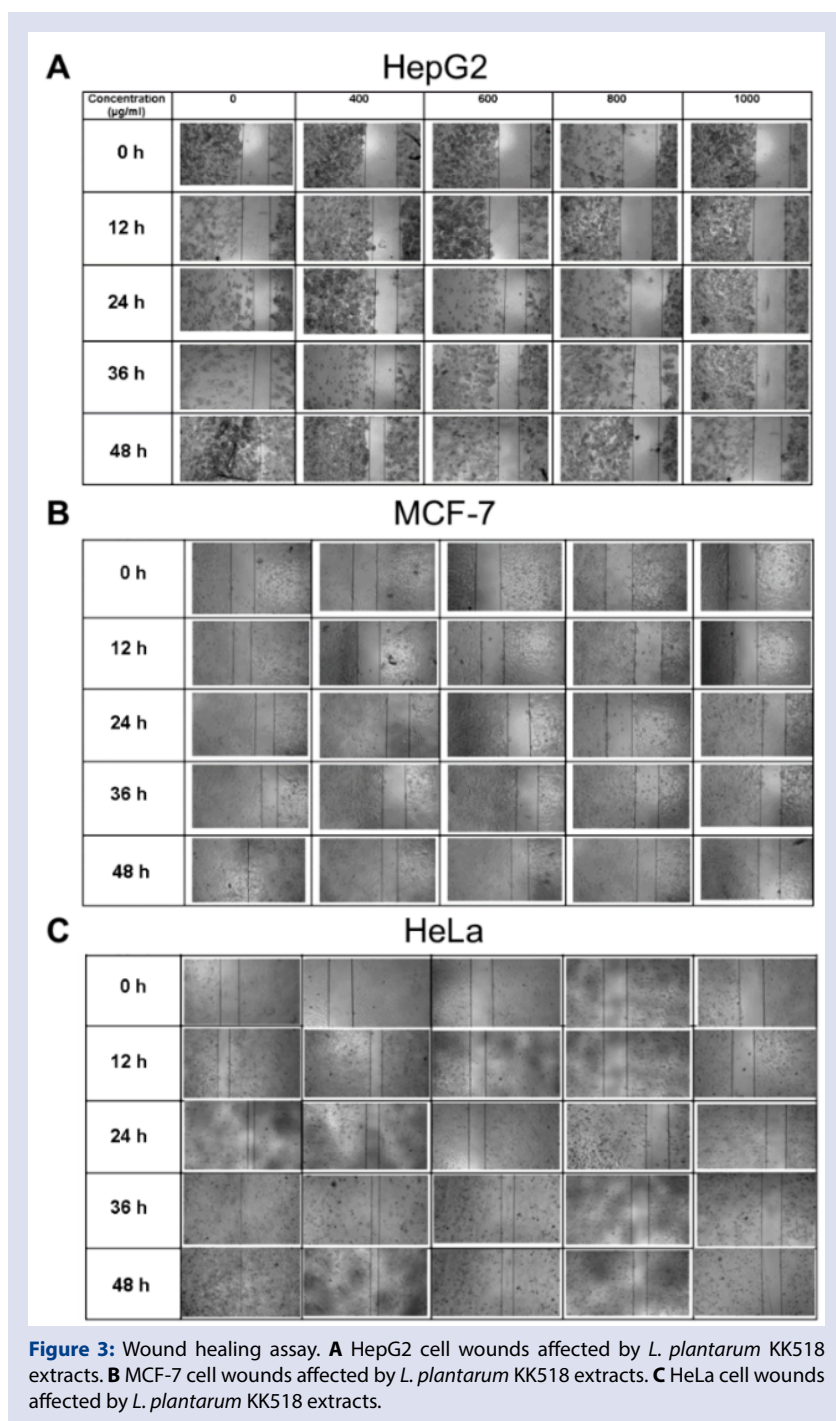 A
HepG2
Concentration (µg/ml) 0 400 600 800 1000
0 h
12 h
24 h
36 h
48 h
B
MCF-7
0 h
12 h
24 h
36 h
48 h
C
HeLa
0 h
12 h
24 h
36 h
48 h
Figure 3: Wound healing assay. A HepG2 cell wounds affected by L. plantarum KK518
extracts. B MCF-7 cell wounds affected by L. plantarum KK518 extracts. C HeLa cell wounds
affected by L. plantarum KK518 extracts.